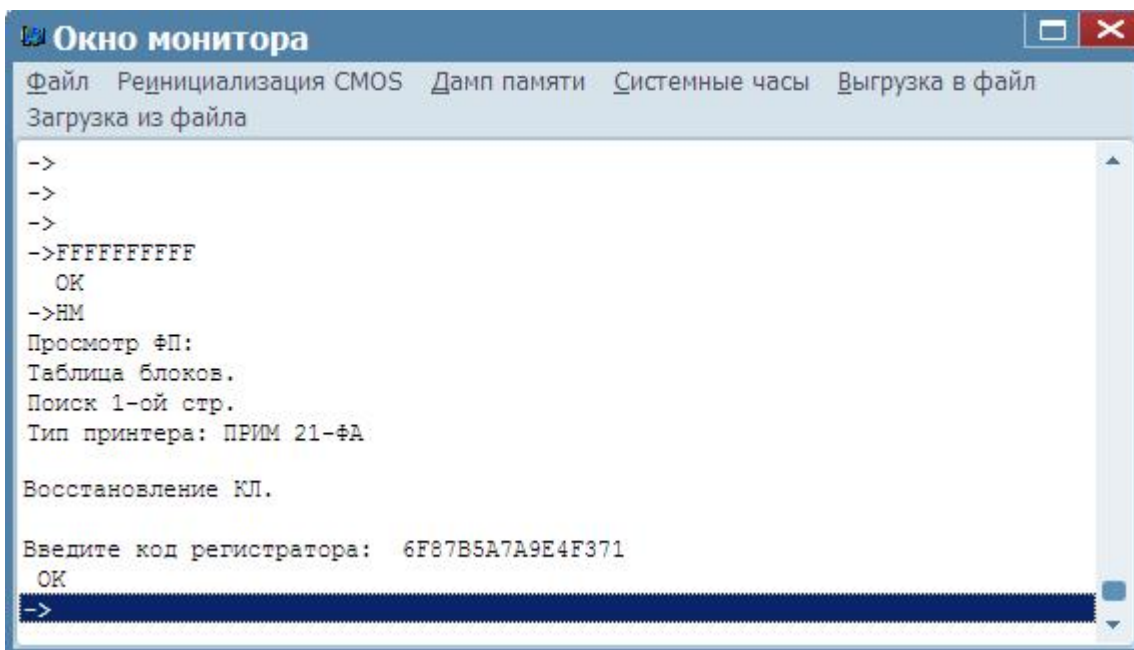 Окно монитора
Файл Реинициализация CMOS Дамп памяти Системные часы Выгрузка в файл
Загрузка из файла
->
->
->
->FFFFFFFFFF
OK
->НМ
Просмотр ФП:
Таблица блоков.
Поиск 1-ой стр.
Тип принтера: ПРИМ 21-ФА
Восстановление КЛ.
Введите код регистратора: 6F87B5A7A9E4F371
OK
->